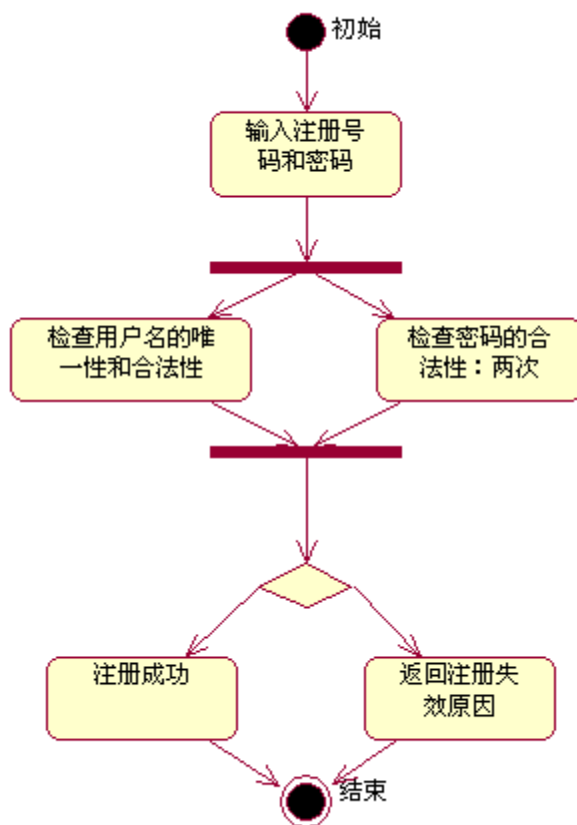 初始
输入注册号
码和密码
检查用户名的唯
一性和合法性
检查密码的合
法性：两次
注册成功
返回注册失
效原因
结束